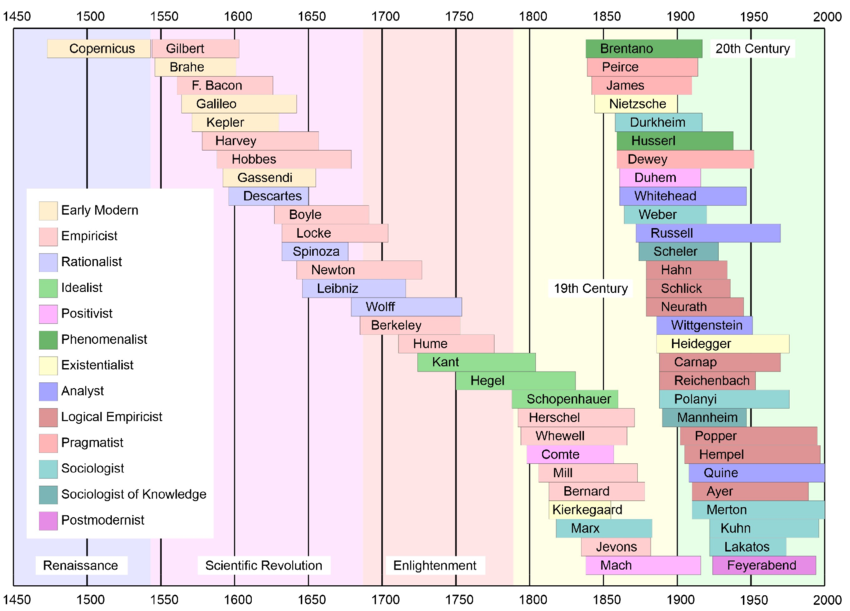 1450 1500 1550 1600 1650 1700 1750 1800 1850 1900 1950 2000
Copernicus Gilbert Brentano 20th Century
Brahe Peirce
F. Bacon James
Galileo Nietzsche
Kepler Durkheim
Harvey Husserl
Hobbes Dewey
Gassendi Duhem
Descartes Whitehead
Boyle Weber
Locke Russell
Spinoza Scheler
Newton Hahn
Leibniz 19th Century Schlick
Wolff Neurath
Berkeley Wittgenstein
Hume Heidegger
Kant Carnap
Hegel Reichenbach
Schopenhauer Polanyi
Herschel Mannheim
Whewell Popper
Comte Hempel
Mill Quine
Bernard Ayer
Kierkegaard Merton
Marx Kuhn
Jevons Lakatos
Mach Feyerabend
Early Modern
Empiricist
Rationalist
Idealist
Positivist
Phenomenalist
Existentialist
Analyst
Logical Empiricist
Pragmatist
Sociologist
Sociologist of Knowledge
Postmodernist
Renaissance Scientific Revolution Enlightenment
1450 1500 1550 1600 1650 1700 1750 1800 1850 1900 1950 2000